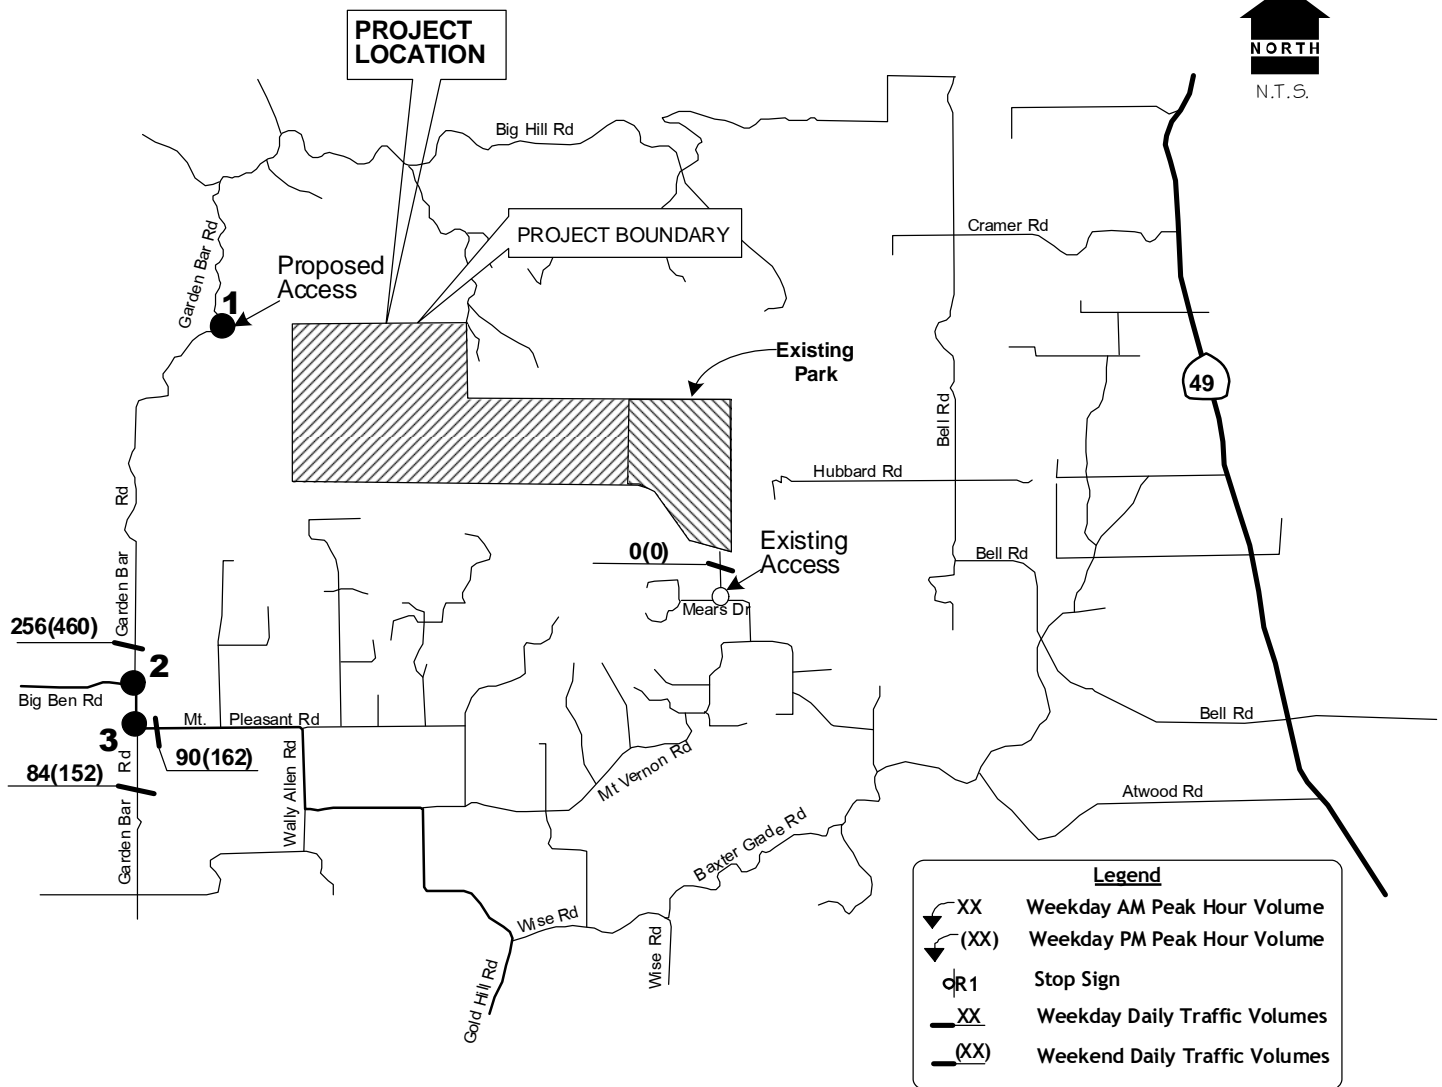 PROJECT
LOCATION
NORTH
N.T.S.
Big Hill Rd
Garden Bar Rd
PROJECT BOUNDARY
Cramer Rd
Proposed
Access
1
Existing
Park
49
Bell Rd
Hubbard Rd
Garden Bar Rd
0(0)
Existing
Access
Bell Rd
Mears Dr
256(460)
2
Big Ben Rd
Mt. Pleasant Rd
Bell Rd
3
90(162)
84(152)
Garden Bar Rd
Wally Allen Rd
Mt Vernon Rd
Atwood Rd
Baxter Grade Rd
Wise Rd
Wise Rd
Gold Hill Rd
Legend
XX Weekday AM Peak Hour Volume
(XX) Weekday PM Peak Hour Volume
R1 Stop Sign
XX Weekday Daily Traffic Volumes
(XX) Weekend Daily Traffic Volumes